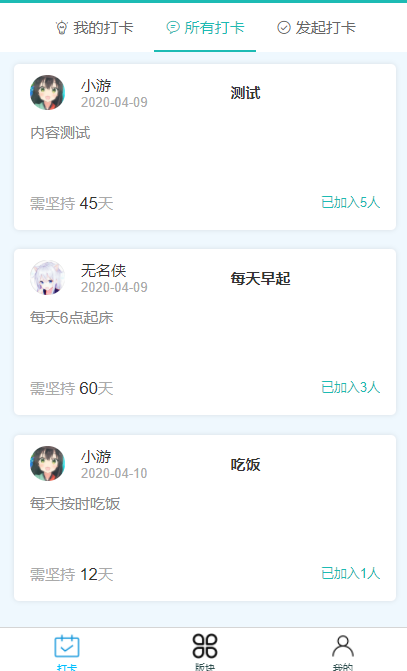 我的打卡 所有打卡 发起打卡
小游
2020-04-09
测试
内容测试
需坚持 45天 已加入5人
无名侠
2020-04-09
每天早起
每天6点起床
需坚持 60天 已加入3人
小游
2020-04-10
吃饭
每天按时吃饭
需坚持 12天 已加入1人
打卡 版块 我的